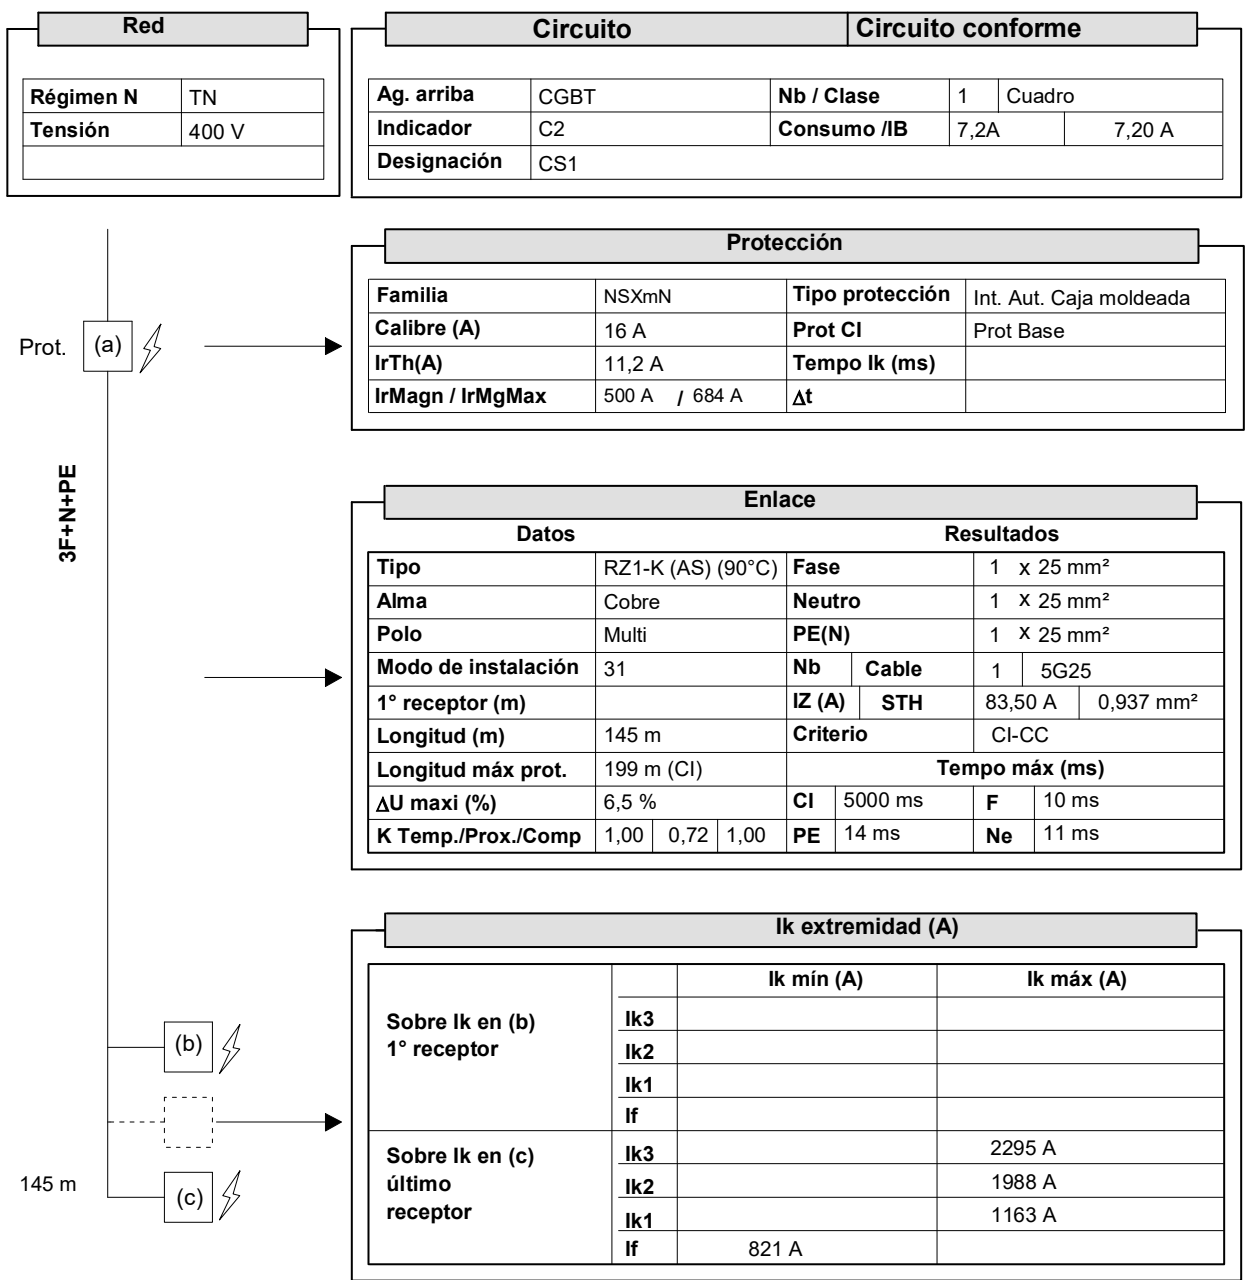 Red
Circuito Circuito conforme
Régimen N TN
Tensión 400 V
Ag. arriba CGBT Nb / Clase 1 Cuadro
Indicador C2 Consumo /IB 7,2A 7,20 A
Designación CS1
Protección
Familia NSXmN Tipo protección Int. Aut. Caja moldeada
Calibre (A) 16 A Prot CI Prot Base
IrTh(A) 11,2 A Tempo Ik (ms)
IrMagn / IrMgMax 500 A / 684 A Δt
Prot. (a)
3F+N+PE
Enlace
Datos Resultados
Tipo RZ1-K (AS) (90°C) Fase 1 x 25 mm²
Alma Cobre Neutro 1 x 25 mm²
Polo Multi PE(N) 1 x 25 mm²
Modo de instalación 31 Nb Cable 1 5G25
1° receptor (m) IZ (A) STH 83,50 A 0,937 mm²
Longitud (m) 145 m Criterio CI-CC
Longitud máx prot. 199 m (CI) Tempo máx (ms)
ΔU maxi (%) 6,5 % CI 5000 ms F 10 ms
K Temp./Prox./Comp 1,00 0,72 1,00 PE 14 ms Ne 11 ms
Ik extremidad (A)
Ik mín (A) Ik máx (A)
Sobre Ik en (b)
1° receptor
Ik3
Ik2
Ik1
If
(b)
Sobre Ik en (c)
último
receptor
Ik3 2295 A
Ik2 1988 A
Ik1 1163 A
If 821 A
145 m (c)